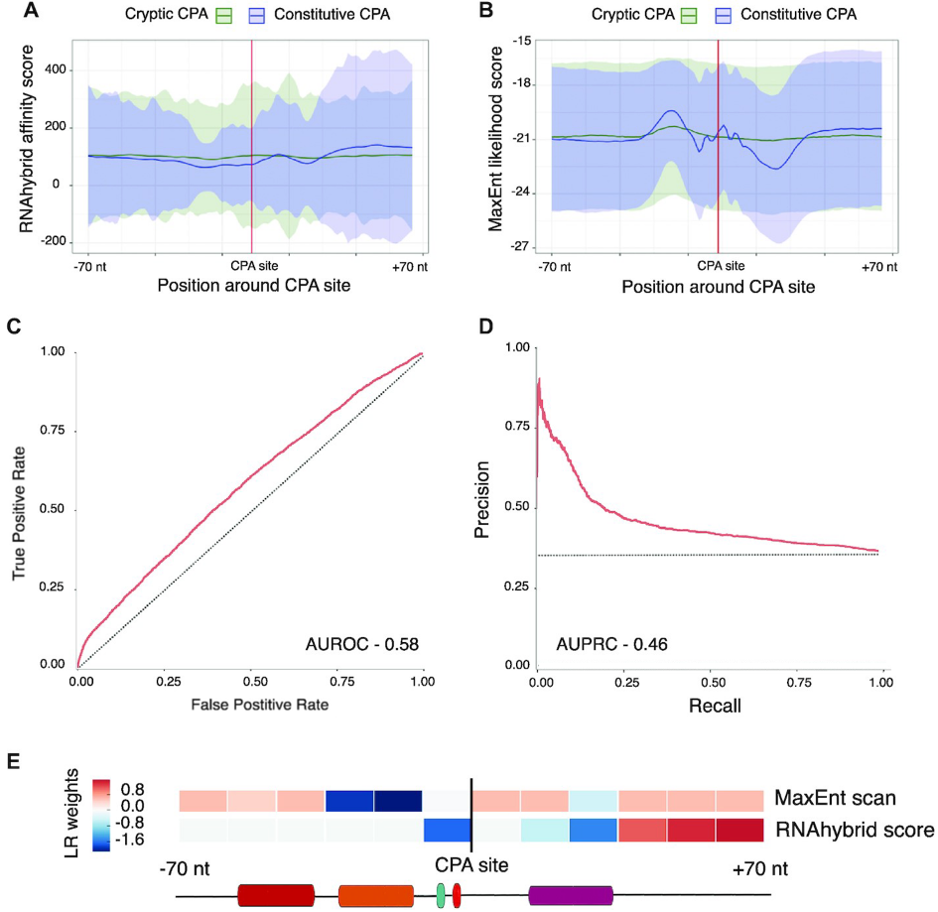 A
Cryptic CPA
Constitutive CPA
RNAhybrid affinity score
400
200
0
-200
-70 nt
CPA site
+70 nt
Position around CPA site
B
Cryptic CPA
Constitutive CPA
MaxEnt likelihood score
-15
-18
-21
-24
-27
-70 nt
CPA site
+70 nt
Position around CPA site
C
True Positive Rate
1.00
0.75
0.50
0.25
0.00
AUROC - 0.58
0.00 0.25 0.50 0.75 1.00
False Postitive Rate
D
Precision
1.00
0.75
0.50
0.25
0.00
AUPRC - 0.46
0.00 0.25 0.50 0.75 1.00
Recall
E
LR weights
0.8
0.0
-0.8
-1.6
MaxEnt scan
RNAhybrid score
-70 nt
CPA site
+70 nt